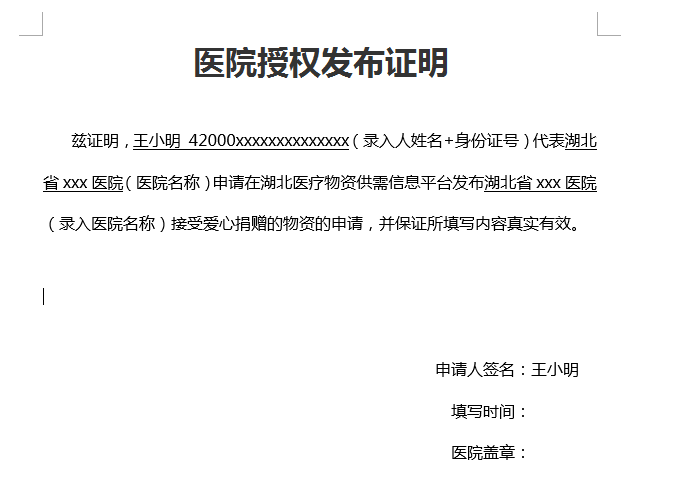 医院授权发布证明
兹证明，王小明 42000xxxxxxxxxxxxxx（录入人姓名+身份证号）代表湖北
省 xxx 医院（医院名称）申请在湖北医疗物资供需信息平台发布湖北省 xxx 医院
（录入医院名称）接受爱心捐赠的物资的申请，并保证所填写内容真实有效。
申请人签名：王小明
填写时间：
医院盖章：